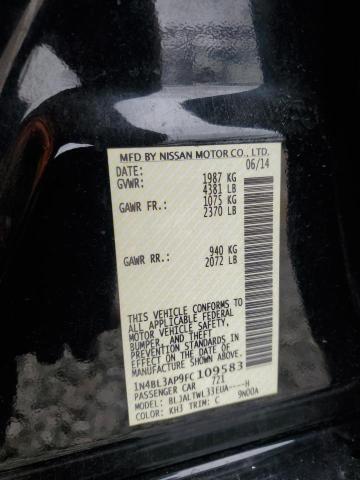 MFD BY NISSAN MOTOR CO., LTD.
DATE: 06/14
GVWR: 1987 KG
4381 LB
GAWR FR.: 1075 KG
2370 LB
GAWR RR.: 940 KG
2072 LB
THIS VEHICLE CONFORMS TO
ALL APPLICABLE FEDERAL
MOTOR VEHICLE SAFETY,
BUMPER, AND THEFT
PREVENTION STANDARDS IN
EFFECT ON THE DATE OF
MANUFACTURE SHOWN ABOVE.
1N4BL3AP9FC109583
PASSENGER CAR 721
MODEL: BLJALTWL33EUA----H
COLOR: KH3 TRIM: C 9N00A